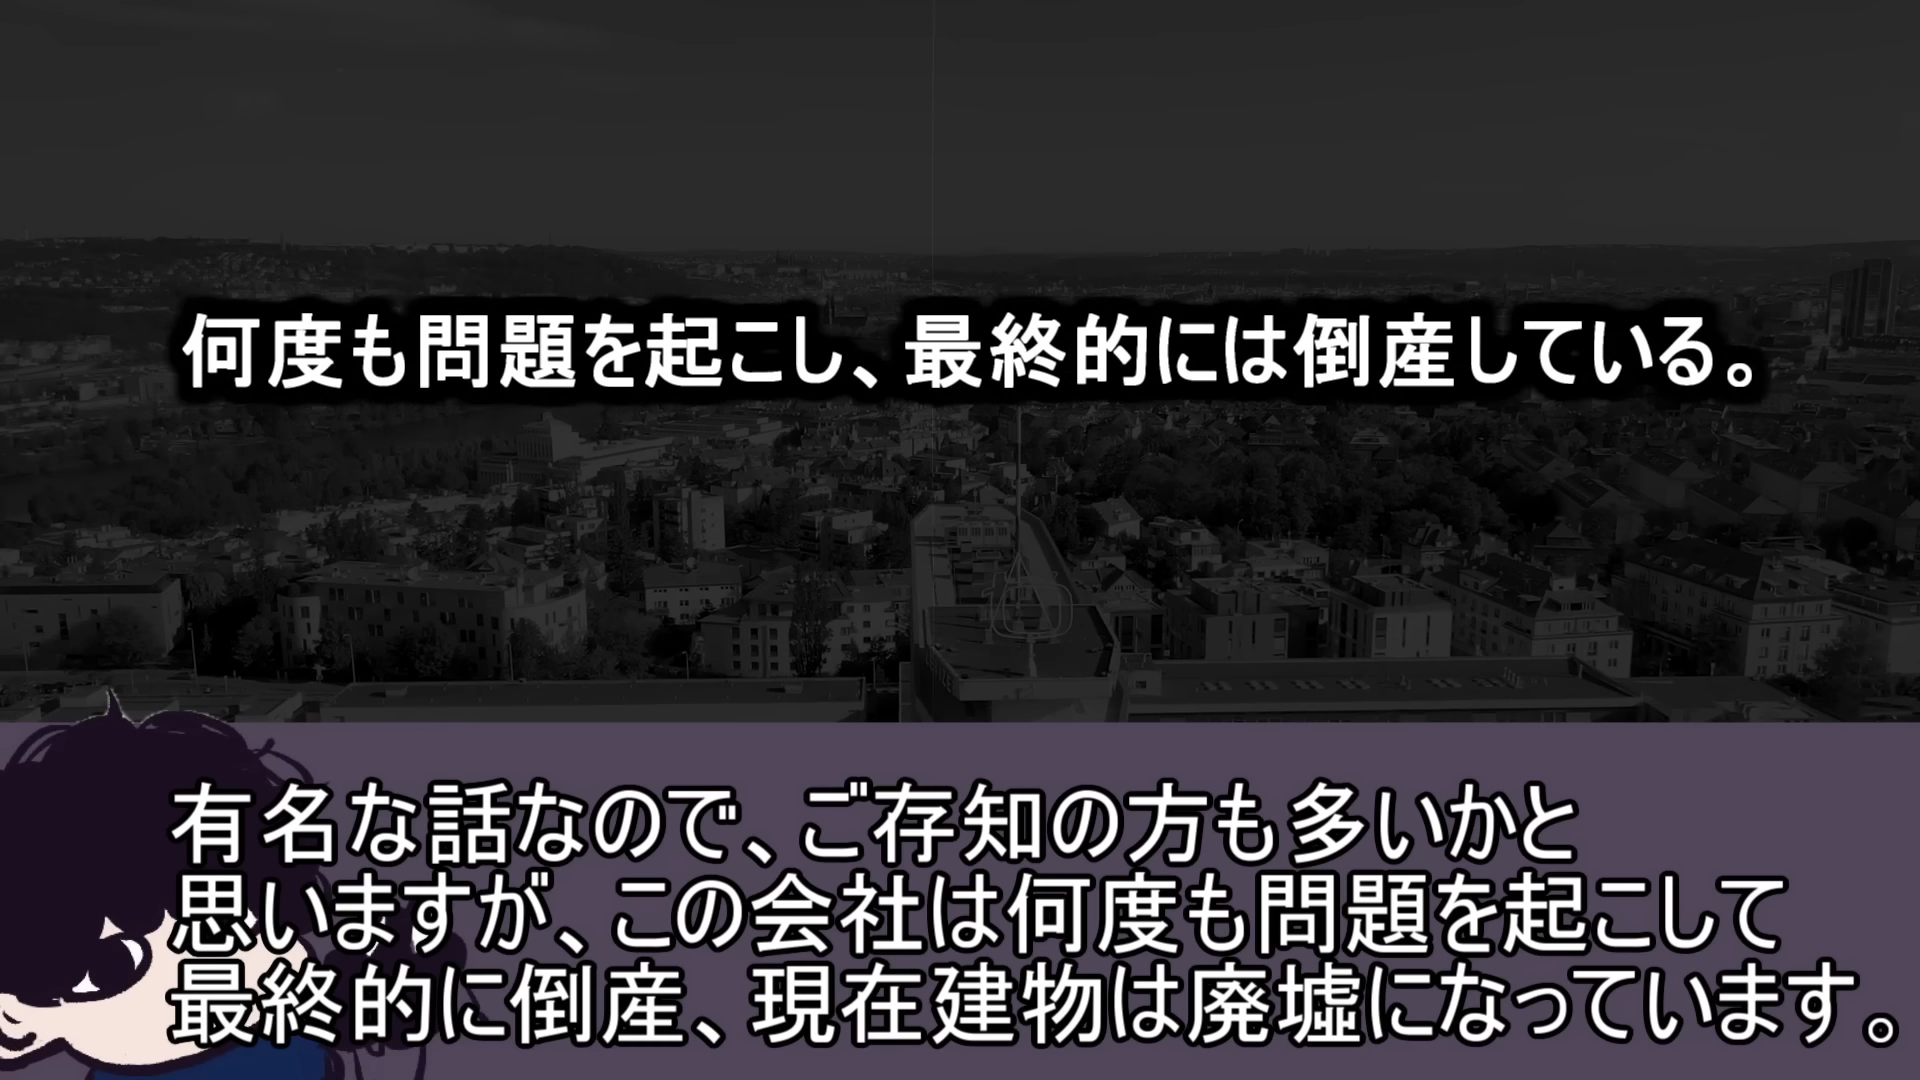 何度も問題を起こし、最終的には倒産している。
有名な話なので、ご存知の方も多いかと
思いますが、この会社は何度も問題を起こして
最終的に倒産、現在建物は廃墟になっています。